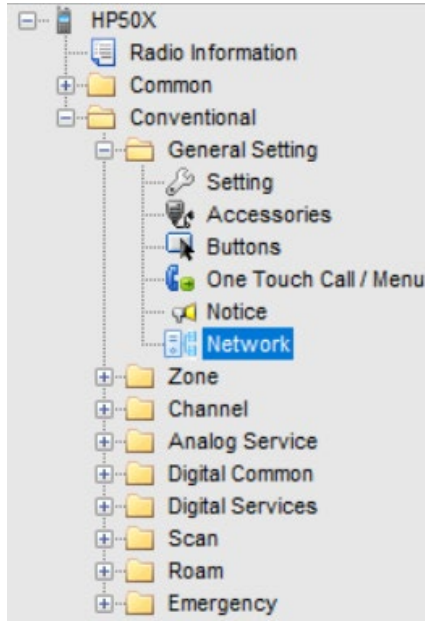 HP50X
Radio Information
Common
Conventional
General Setting
Setting
Accessories
Buttons
One Touch Call / Menu
Notice
Network
Zone
Channel
Analog Service
Digital Common
Digital Services
Scan
Roam
Emergency